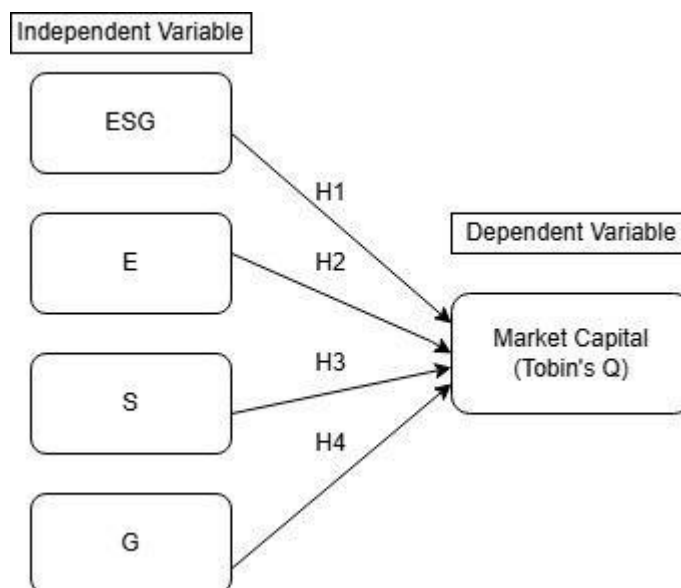 Independent Variable
ESG
H1
E
H2
Dependent Variable
Market Capital
(Tobin's Q)
S
H3
H4
G